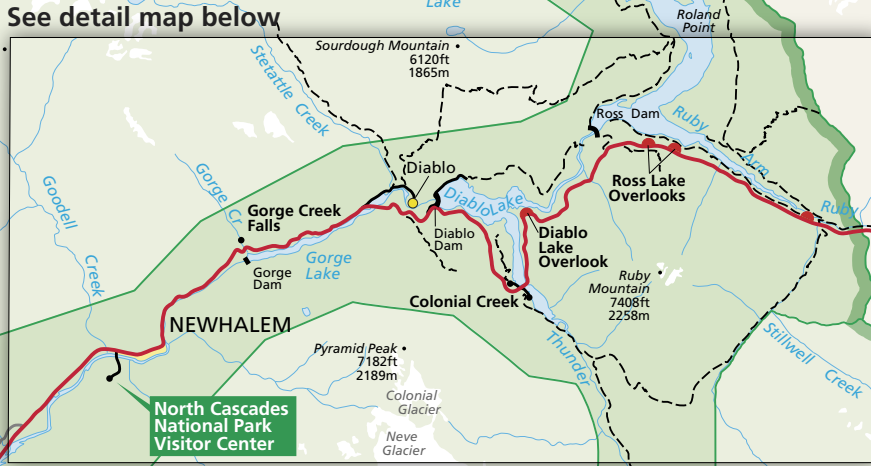 See detail map below
Lake
Roland
Point
Sourdough Mountain
6120ft
1865m
Stetattle Creek
Ross Dam
Ruby
Arm
Diablo
Gorge Cr
Goodell
Creek
Ross Lake
Overlooks
Diablo Lake
Gorge Creek
Falls
Ruby
Diablo
Dam
Diablo
Lake
Overlook
Gorge
Lake
Gorge
Dam
Ruby
Mountain
7408ft
2258m
Colonial Creek
NEWHALEM
Thunder
Stillwell
Creek
Pyramid Peak
7182ft
2189m
Colonial
Glacier
North Cascades
National Park
Visitor Center
Neve
Glacier